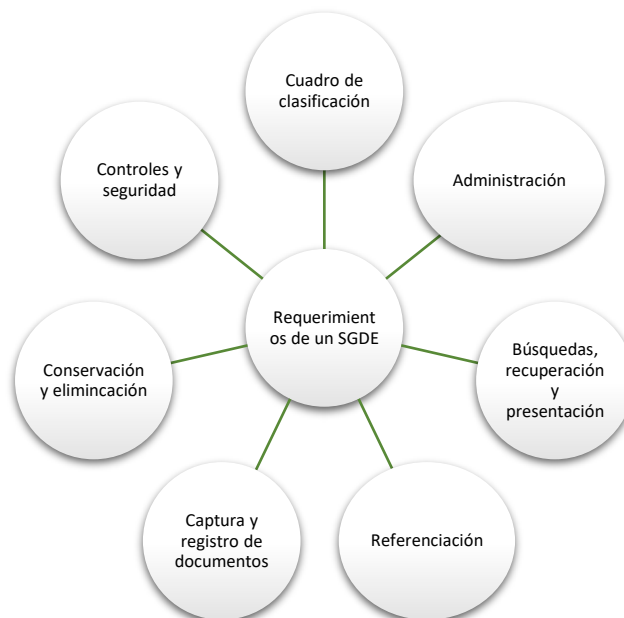 Cuadro de
clasificación
Controles y
seguridad
Administración
Requerimient
os de un SGDE
Conservación
y elimincación
Búsquedas,
recuperación
y
presentación
Captura y
registro de
documentos
Referenciación